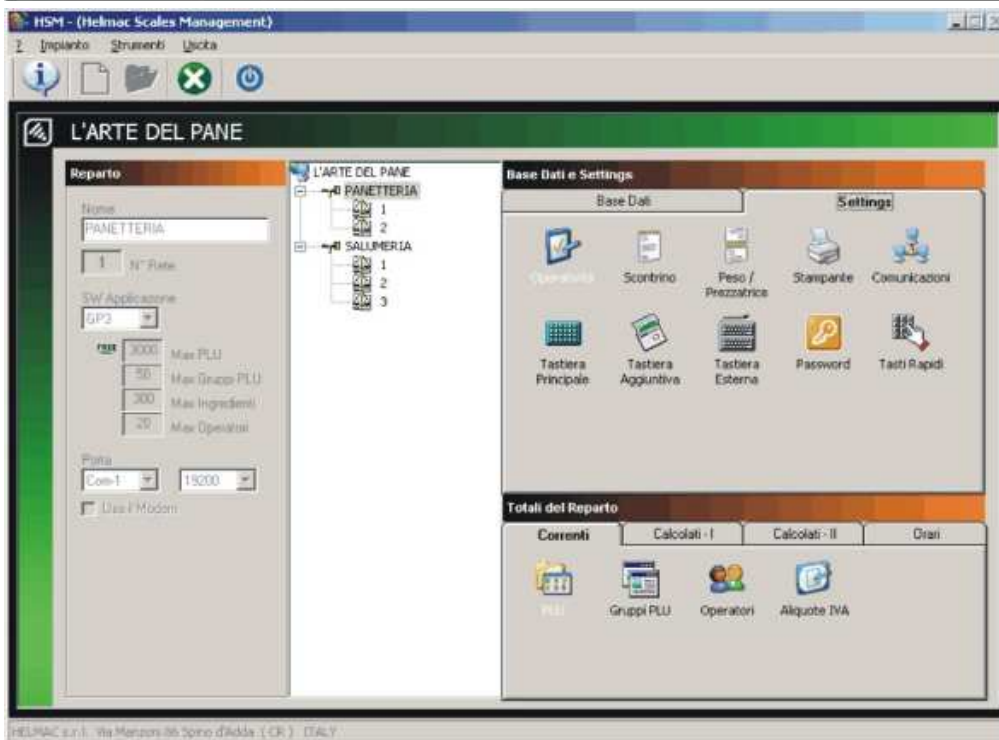 HSM - (Helmac Scales Management)
? Impianto Strumenti Uscita
L'ARTE DEL PANE
Reparto
Nome
PANETTERIA
1 N° Rete
SW Applicazione
GP3
FREE 3000 Max PLU
50 Max Gruppi PLU
300 Max Ingredienti
20 Max Operatori
Porta
Com-1 19200
Usa il Modem
L'ARTE DEL PANE
PANETTERIA
1
2
SALUMERIA
1
2
3
Base Dati e Settings
Base Dati Settings
Operatività Scontrino Peso / Prezzatrice Stampante Comunicazioni
Tastiera Principale Tastiera Aggiuntiva Tastiera Esterna Password Tasti Rapidi
Totali del Reparto
Correnti Calcolati - I Calcolati - II Orari
PLU Gruppi PLU Operatori Aliquote IVA
HELMAC s.r.l. Via Manzoni 86 Spino d'Adda ( CR ) ITALY